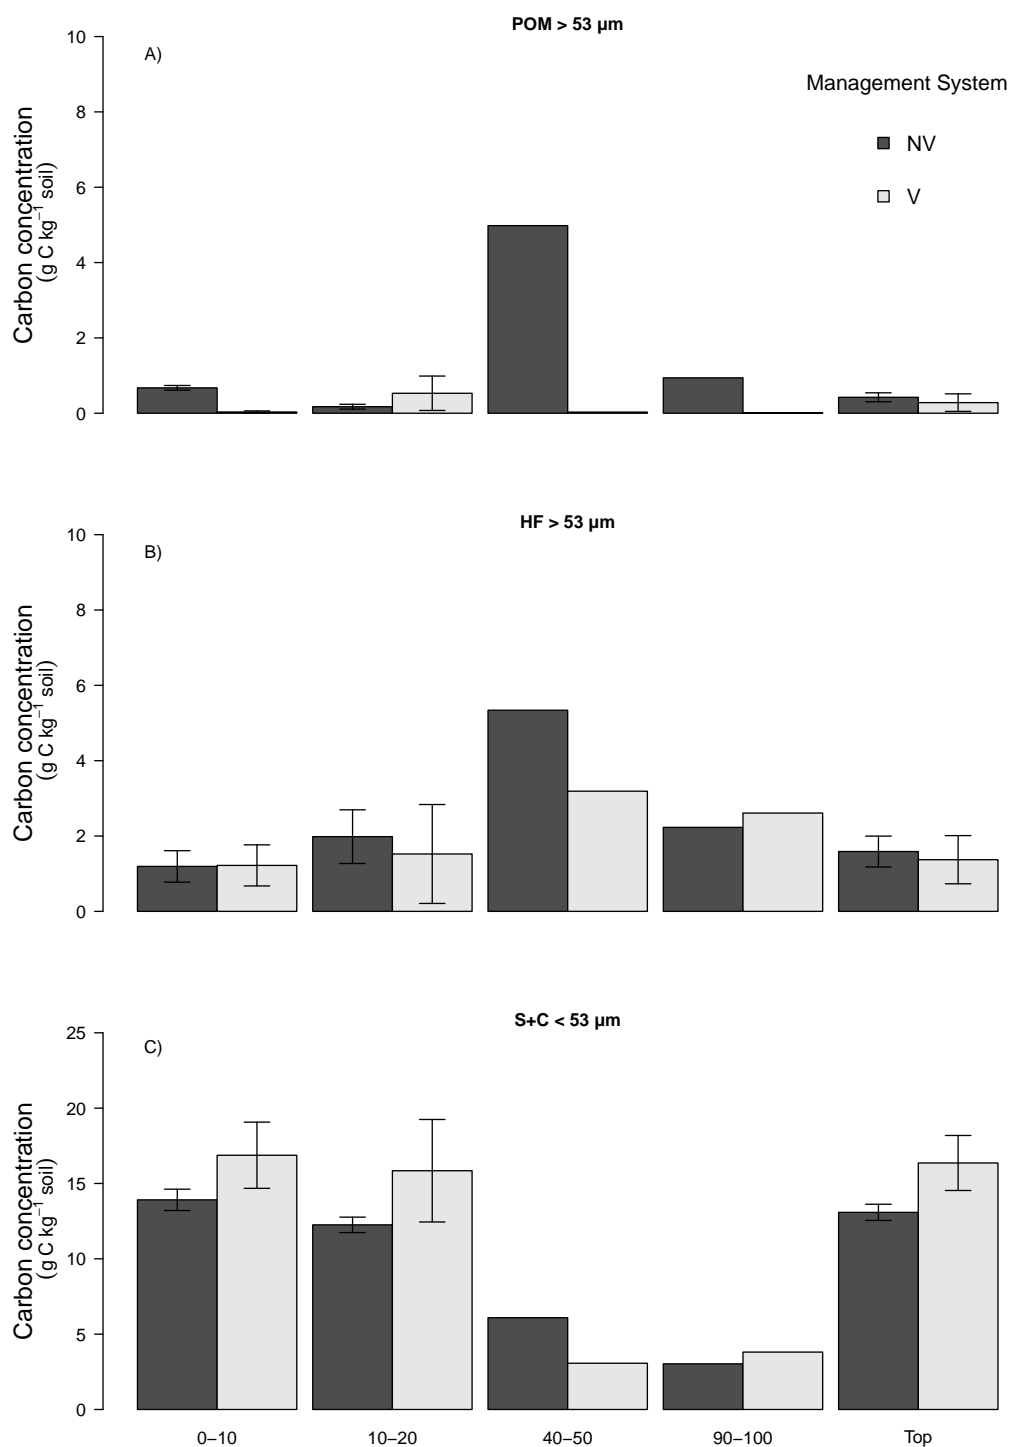 POM > 53 µm
A)
Management System
NV
V
Carbon concentration
(g C kg⁻¹ soil)
10
8
6
4
2
0
HF > 53 µm
B)
Carbon concentration
(g C kg⁻¹ soil)
10
8
6
4
2
0
S+C < 53 µm
C)
Carbon concentration
(g C kg⁻¹ soil)
25
20
15
10
5
0
0–10 10–20 40–50 90–100 Top